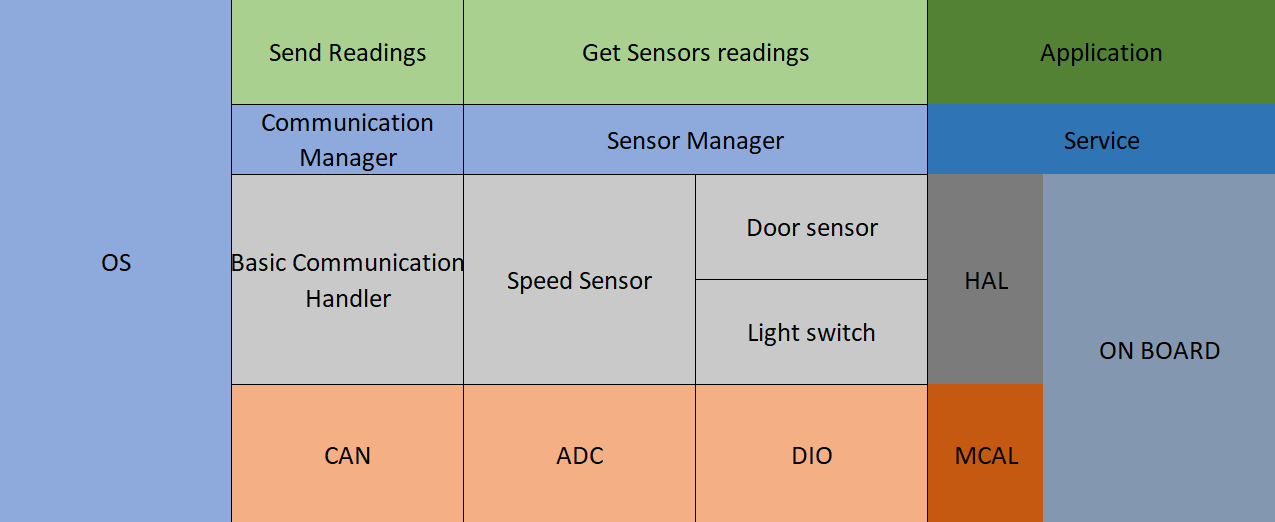 Send Readings
Get Sensors readings
Application
Communication
Manager
Sensor Manager
Service
OS
Basic Communication
Handler
Speed Sensor
Door sensor
Light switch
HAL
ON BOARD
CAN
ADC
DIO
MCAL